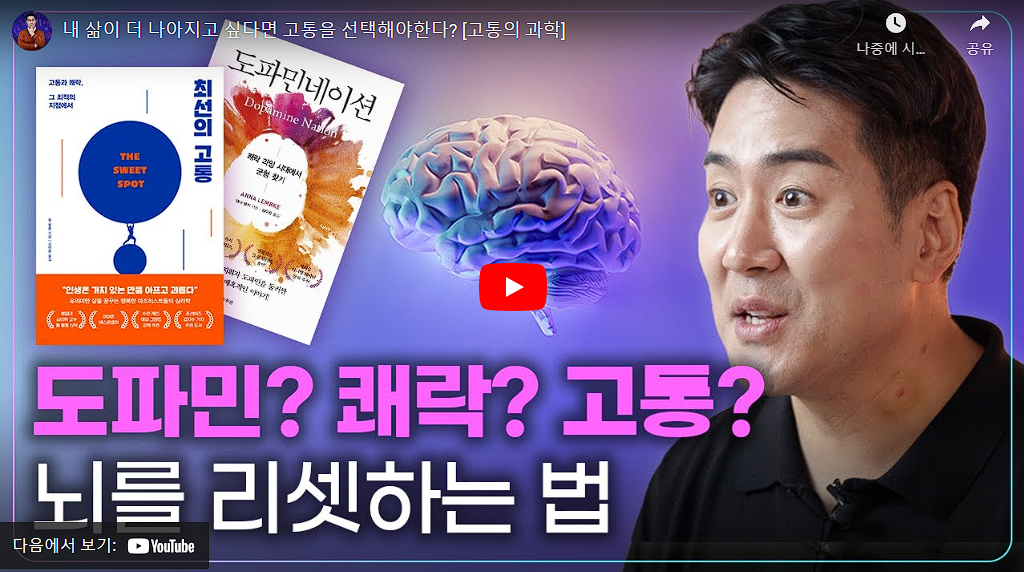 내 삶이 더 나아지고 싶다면 고통을 선택해야한다? [고통의 과학]
나중에 시...
공유
고통과 쾌락,
그 최적의
지점에서
최선의 고통
THE
SWEET
SPOT
"인생은 가치 있는 만큼 아프고 괴롭다"
도파민네이션
Dopamine Nation
쾌락 과잉 시대에서
균형 찾기
ANNA LEMBKE
도파민? 쾌락? 고통?
뇌를 리셋하는 법
다음에서 보기:
YouTube